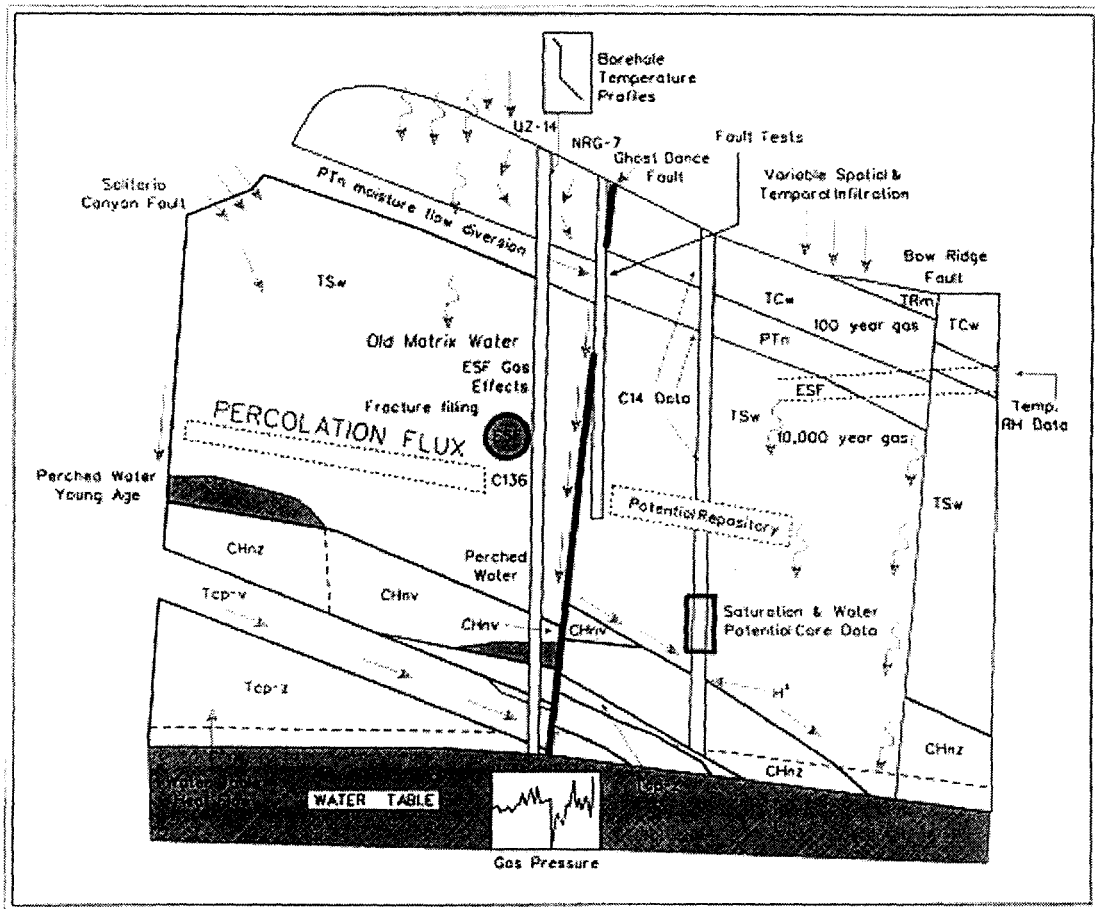 Borehole
Temperature
Profiles
UZ-14
NRG-7
Ghost Dance
Fault
Fault Tests
Variable Spatial &
Temporal Infiltration
Solitario
Canyon Fault
PTn moisture flow diversion
Bow Ridge
Fault
TSw
TCw
TRm
100 year gas
TCw
PTn
Old Matrix Water
ESF Gas
Effects
ESF
C14 Data
Fracture filling
TSw
10,000 year gas
Temp.
RH Data
PERCOLATION FLUX
C136
Perched Water
Young Age
Potential Repository
TSw
CHnz
Perched
Water
Tcp-v
CHnv
CHnv
CHnv
Saturation & Water
Potential Core Data
Tcp-z
CHnz
CHnz
WATER TABLE
Gas Pressure